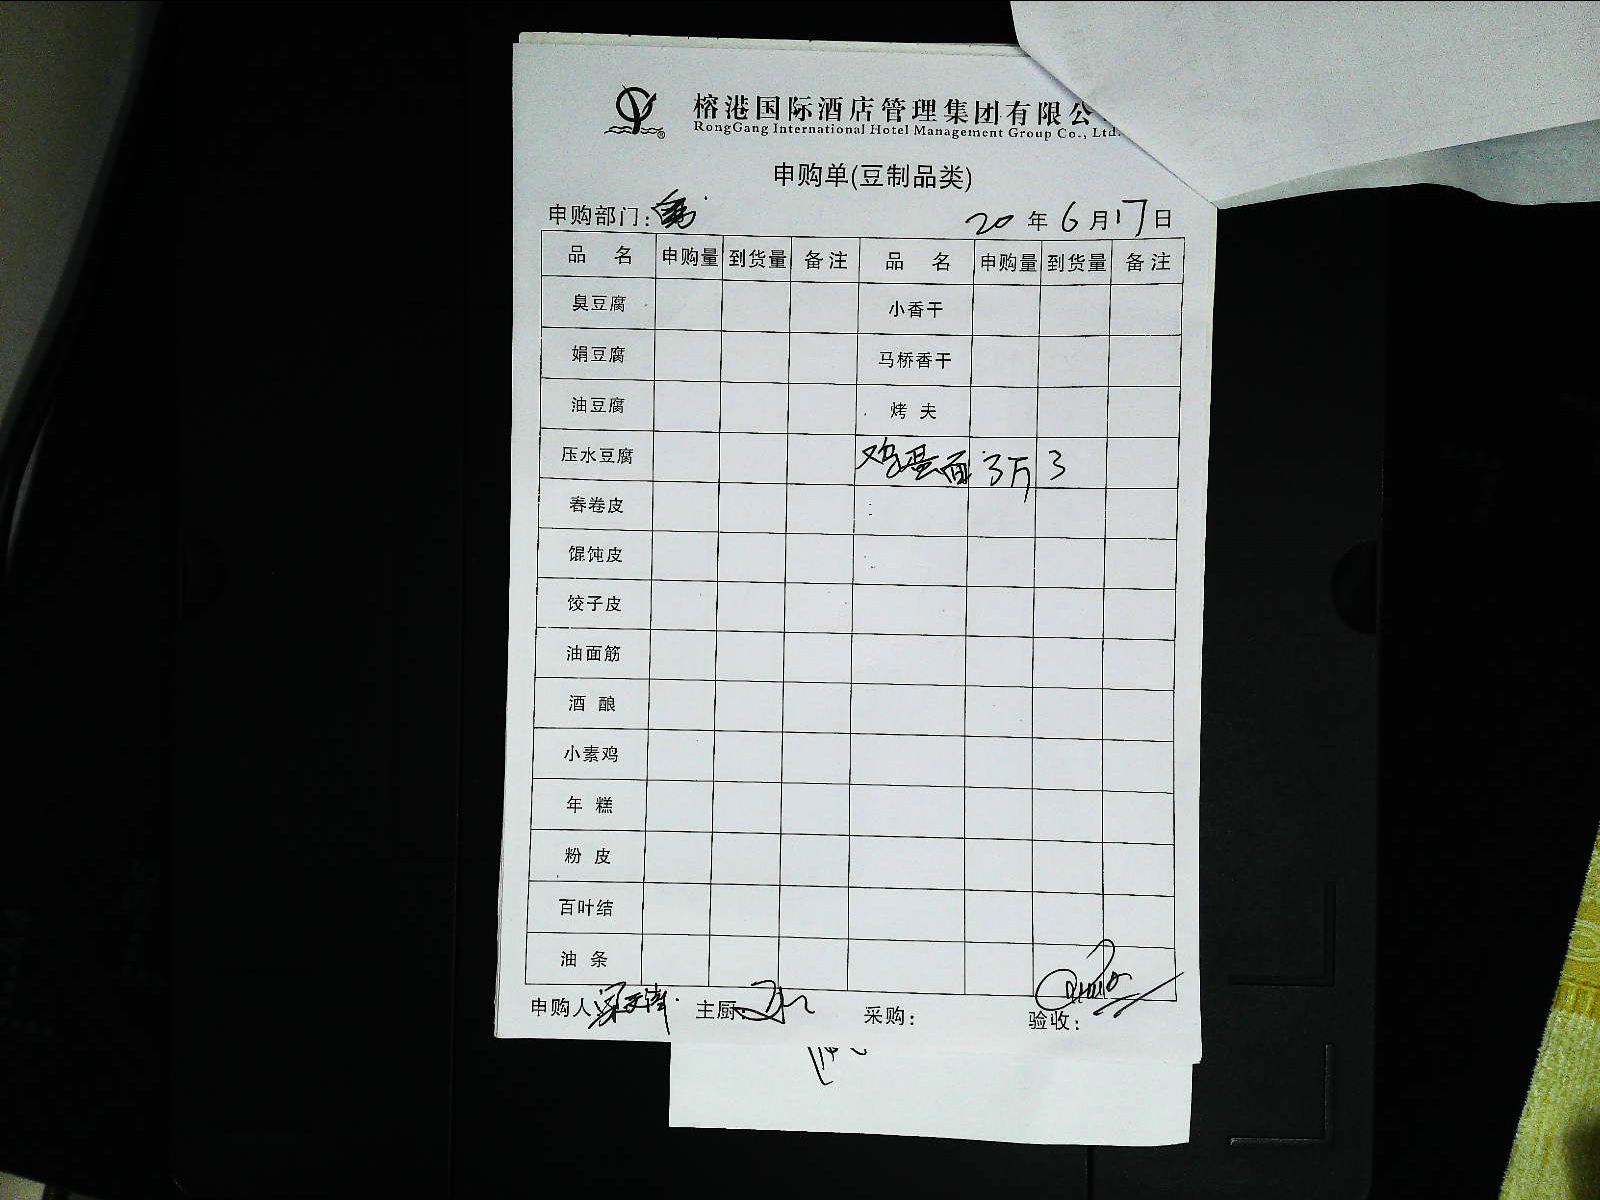 榕港国际酒店管理集团有限公
RongGang International Hotel Management Group Co., Ltd.
申购单(豆制品类)
申购部门: 20年6月17日
品名 申购量 到货量 备注 品名 申购量 到货量 备注
臭豆腐 小香干
娟豆腐 马桥香干
油豆腐 烤夫
压水豆腐 鸡蛋面 3斤 3
春卷皮
馄饨皮
饺子皮
油面筋
酒酿
小素鸡
年糕
粉皮
百叶结
油条
申购人: 主厨: 采购: 验收: